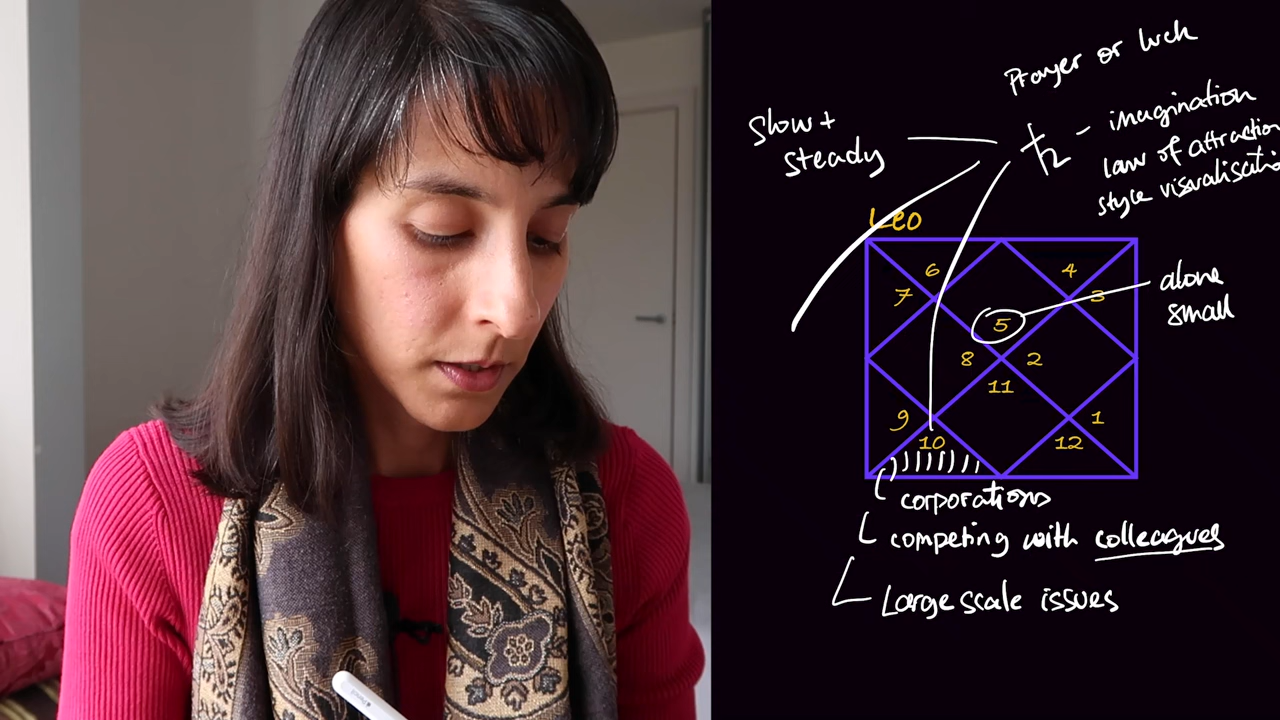 Prayer or luck
Slow +
steady
♄ - imagination
law of attraction
style visualisati
Leo
6
4
7
3
5
alone
small
8
2
11
9
1
10
12
corporations
competing with colleagues
Large scale issues